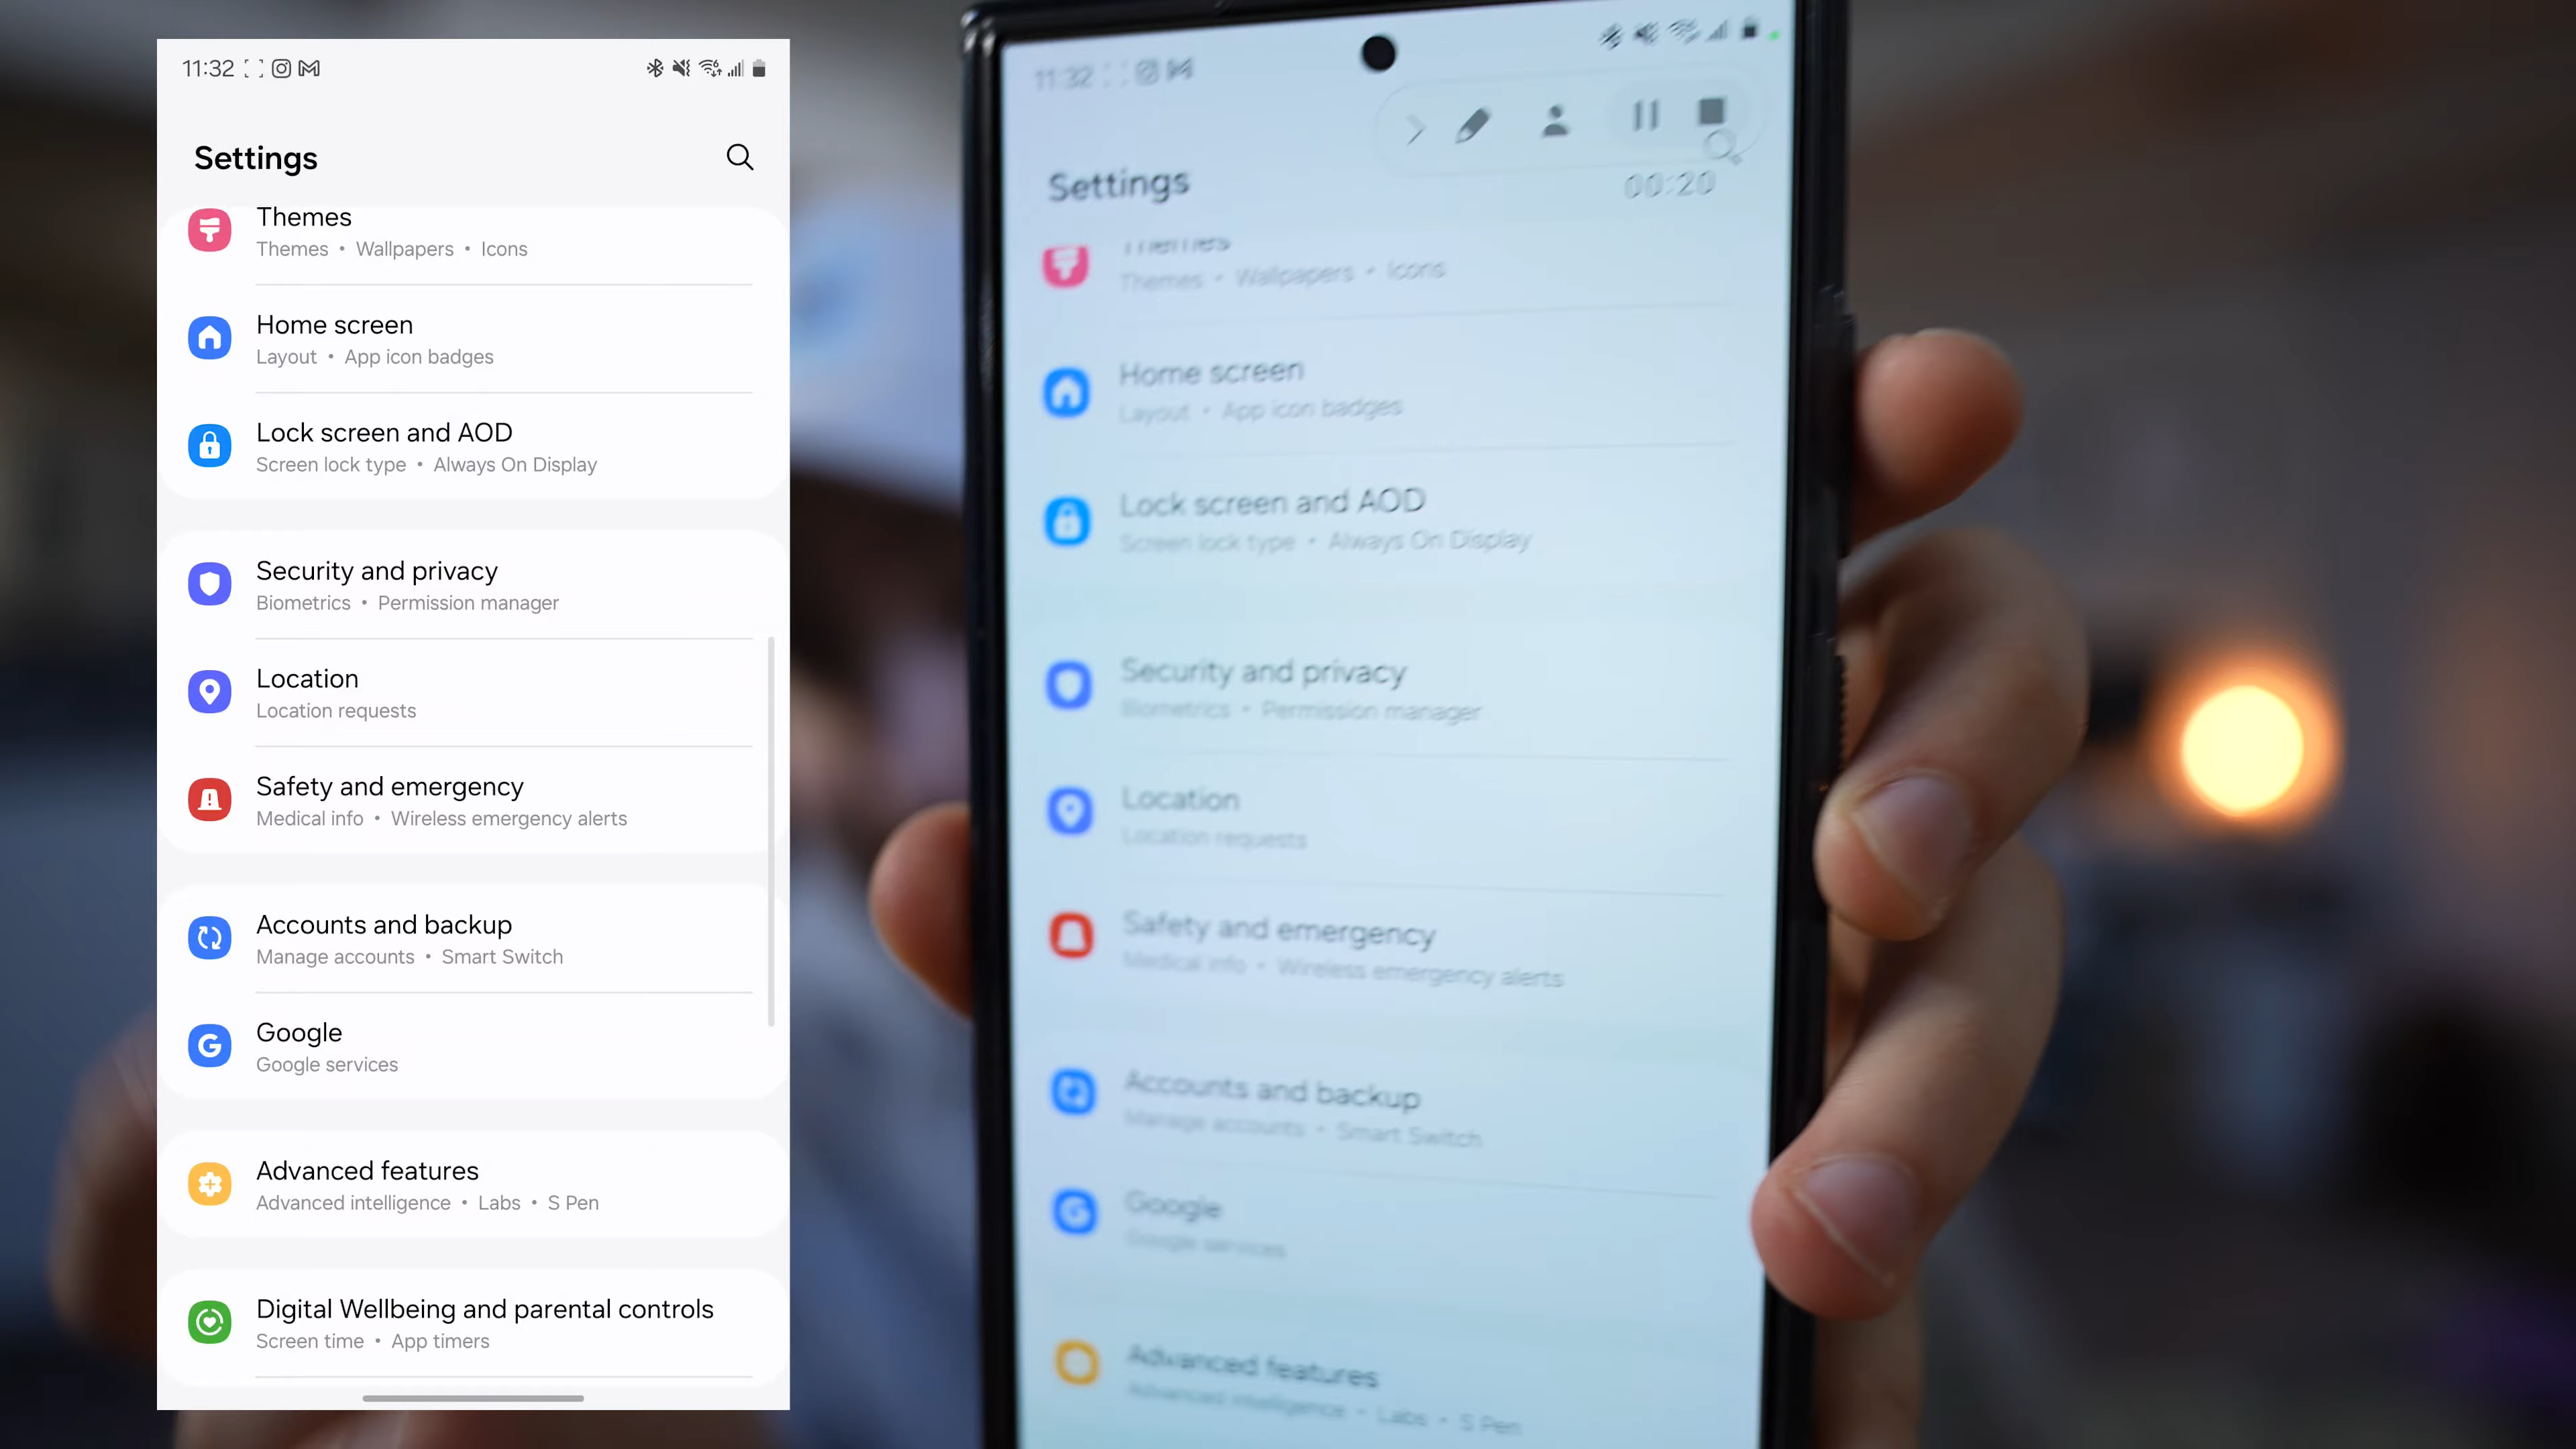 11:32
Settings
Themes
Themes • Wallpapers • Icons
Home screen
Layout • App icon badges
Lock screen and AOD
Screen lock type • Always On Display
Security and privacy
Biometrics • Permission manager
Location
Location requests
Safety and emergency
Medical info • Wireless emergency alerts
Accounts and backup
Manage accounts • Smart Switch
Google
Google services
Advanced features
Advanced intelligence • Labs • S Pen
Digital Wellbeing and parental controls
Screen time • App timers
11:32
00:20
Settings
Themes
Themes • Wallpapers • Icons
Home screen
Layout • App icon badges
Lock screen and AOD
Screen lock type • Always On Display
Security and privacy
Biometrics • Permission manager
Location
Location requests
Safety and emergency
Medical info • Wireless emergency alerts
Accounts and backup
Manage accounts • Smart Switch
Google
Google services
Advanced features
Advanced intelligence • Labs • S Pen